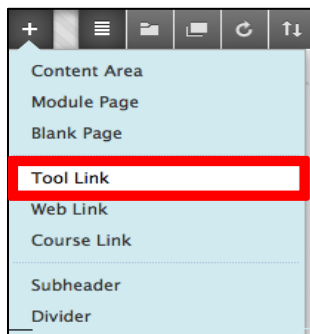 Content Area
Module Page
Blank Page
Tool Link
Web Link
Course Link
Subheader
Divider